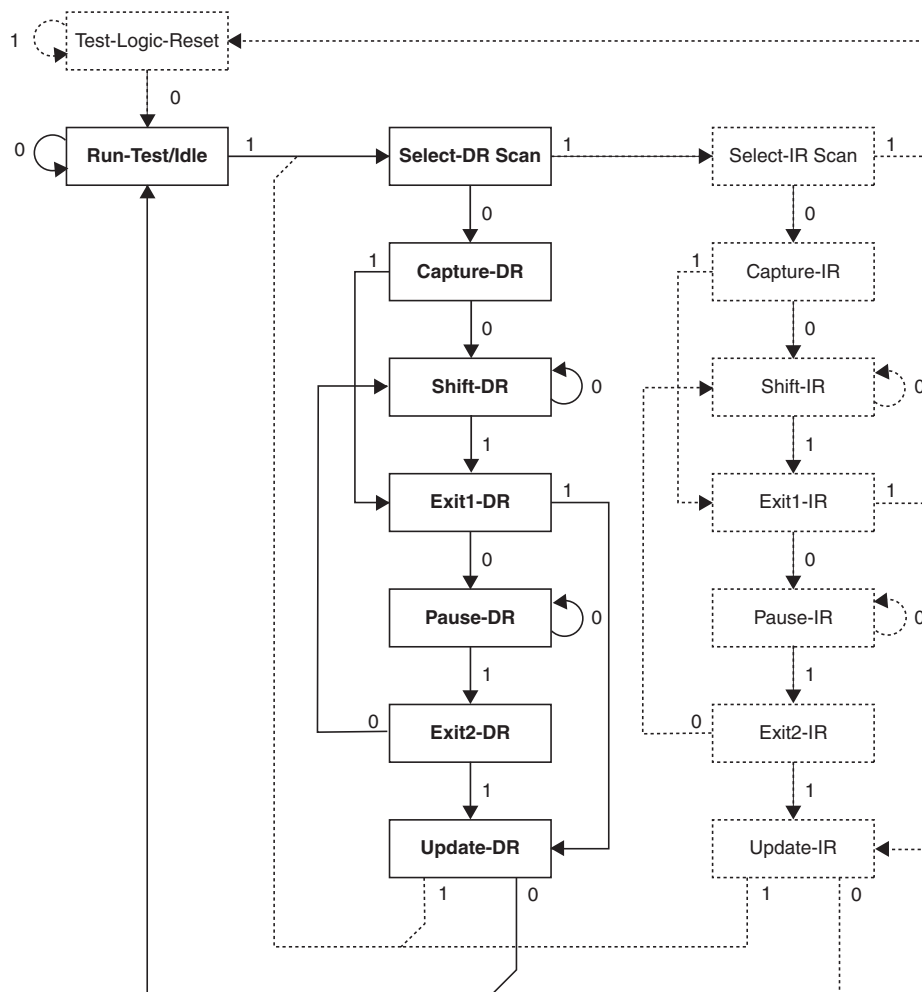 Test-Logic-Reset
1
0
0
Run-Test/Idle
1
Select-DR Scan
1
Select-IR Scan
1
0
0
1
Capture-DR
1
Capture-IR
0
0
Shift-DR
0
Shift-IR
0
1
1
Exit1-DR
1
Exit1-IR
1
0
0
Pause-DR
0
Pause-IR
0
1
1
0
Exit2-DR
0
Exit2-IR
1
1
Update-DR
Update-IR
1
0
1
0